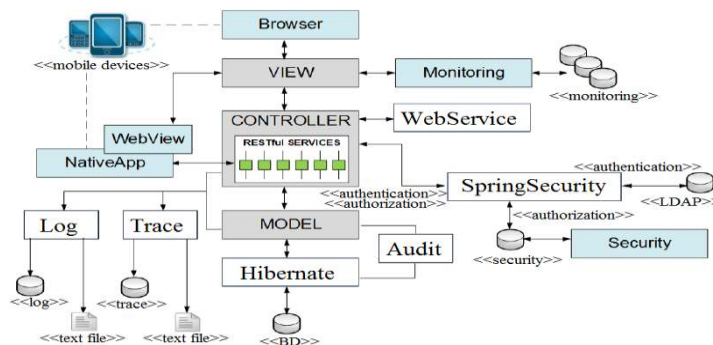 Browser
<<mobile devices>>
VIEW
Monitoring
<<monitoring>>
CONTROLLER
WebService
RESTful SERVICES
WebView
NativeApp
<<authentication>>
<<authorization>>
SpringSecurity
<<authentication>>
<<LDAP>>
<<authorization>>
Log
Trace
MODEL
Audit
Security
<<security>>
Hibernate
<<log>>
<<trace>>
<<text file>>
<<text file>>
<<BD>>